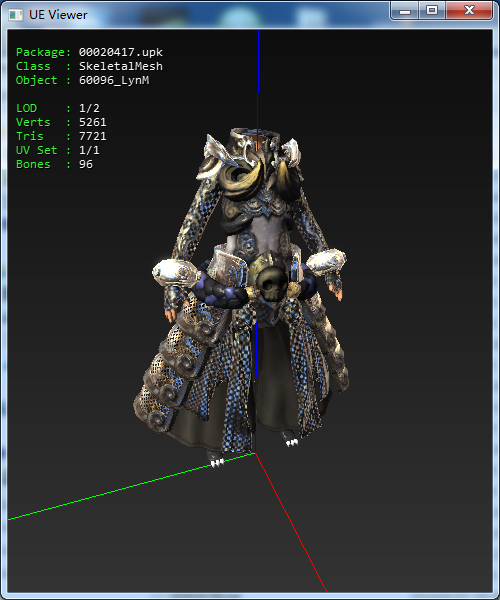 UE Viewer
Package: 00020417.upk
Class : SkeletalMesh
Object : 60096_LynM
LOD : 1/2
Verts : 5261
Tris : 7721
UV Set : 1/1
Bones : 96